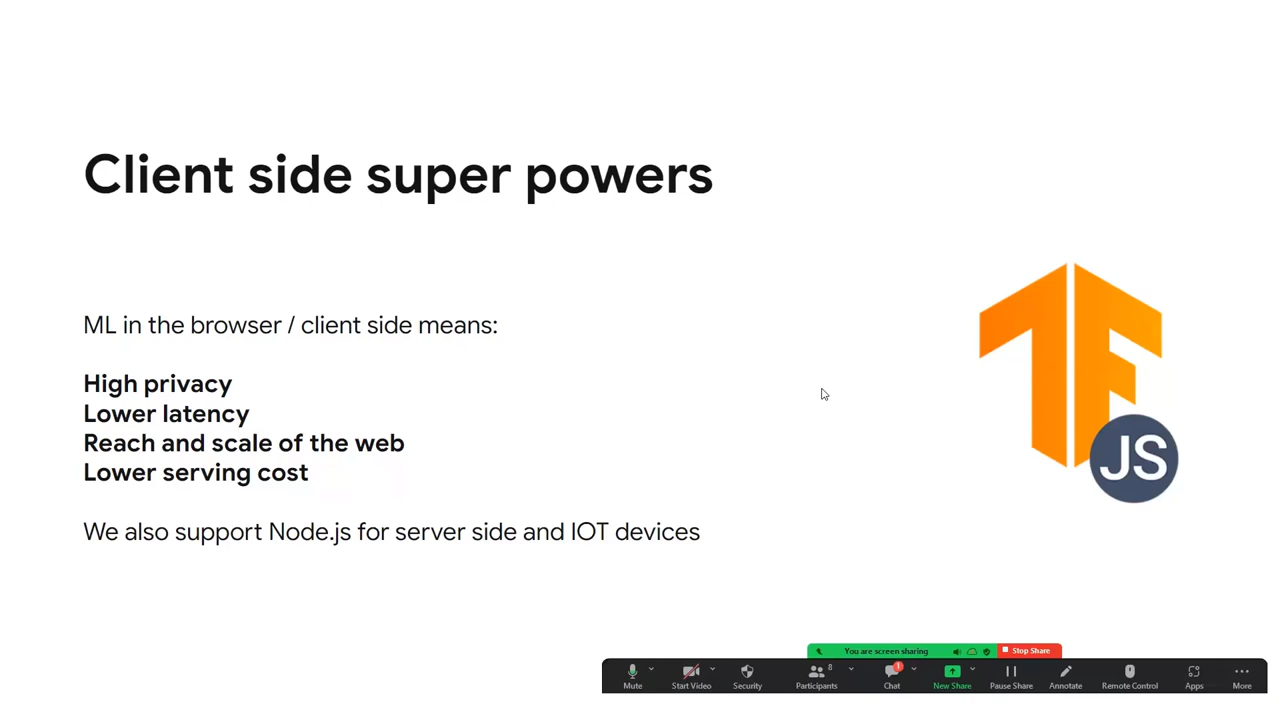 Client side super powers
ML in the browser / client side means:
High privacy
Lower latency
Reach and scale of the web
Lower serving cost
We also support Node.js for server side and IOT devices
TF
JS
You are screen sharing
Stop Share
Mute
Start Video
Security
8
Participants
1
Chat
New Share
Pause Share
Annotate
Remote Control
Apps
More